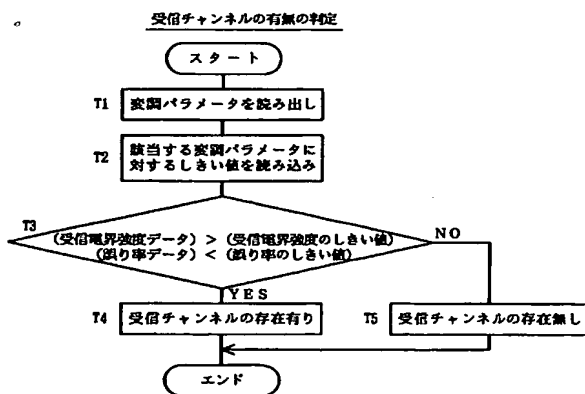 受信チャンネルの有無の判定
スタート
T1 変調パラメータを読み出し
T2 該当する変調パラメータに
対するしきい値を読み込み
T3
(受信電界強度データ) > (受信電界強度のしきい値)
(誤り率データ) < (誤り率のしきい値)
NO
YES
T4 受信チャンネルの存在有り
T5 受信チャンネルの存在無し
エンド